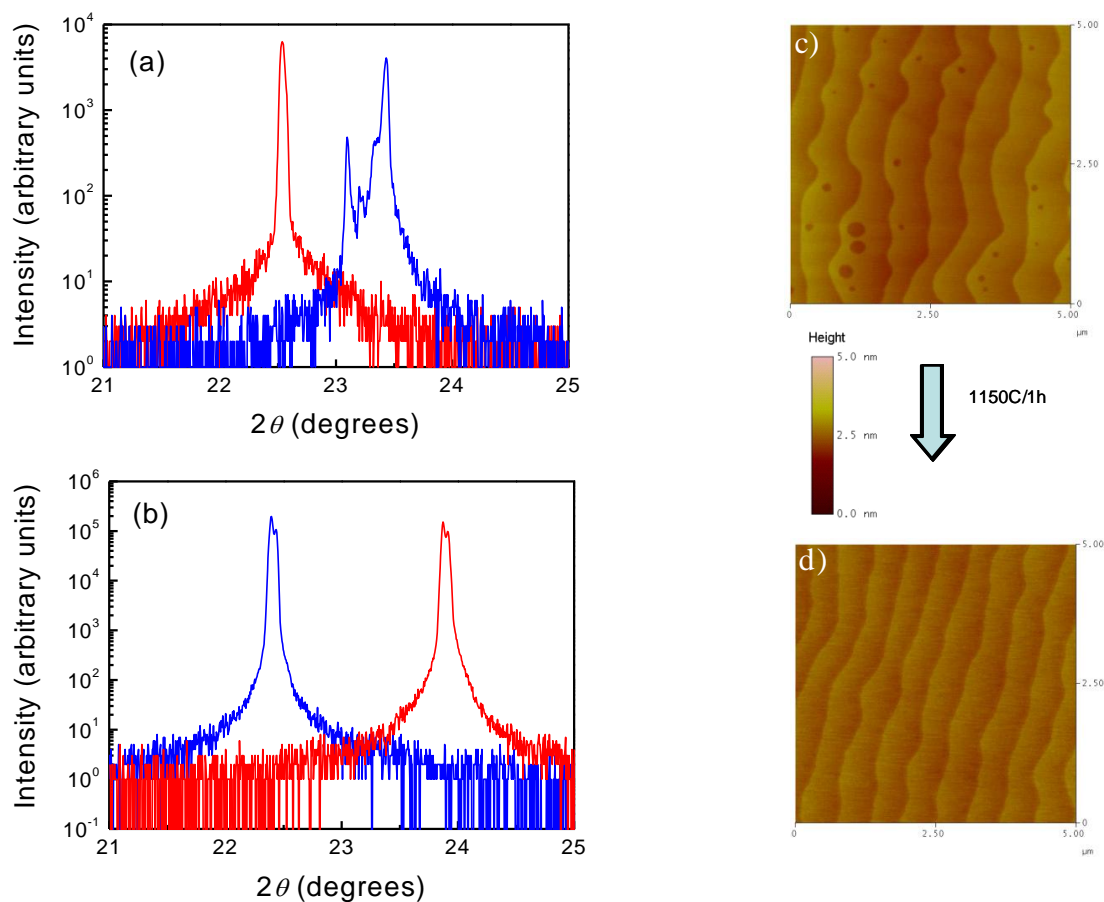 (a)
Intensity (arbitrary units)
10^4
10^3
10^2
10^1
10^0
21 22 23 24 25
2θ (degrees)
(b)
Intensity (arbitrary units)
10^6
10^5
10^4
10^3
10^2
10^1
10^0
10^-1
21 22 23 24 25
2θ (degrees)
c)
5.00
2.50
0
0 2.50 5.00
μm
Height
5.0 nm
2.5 nm
0.0 nm
1150C/1h
d)
5.00
2.50
0
0 2.50 5.00
μm